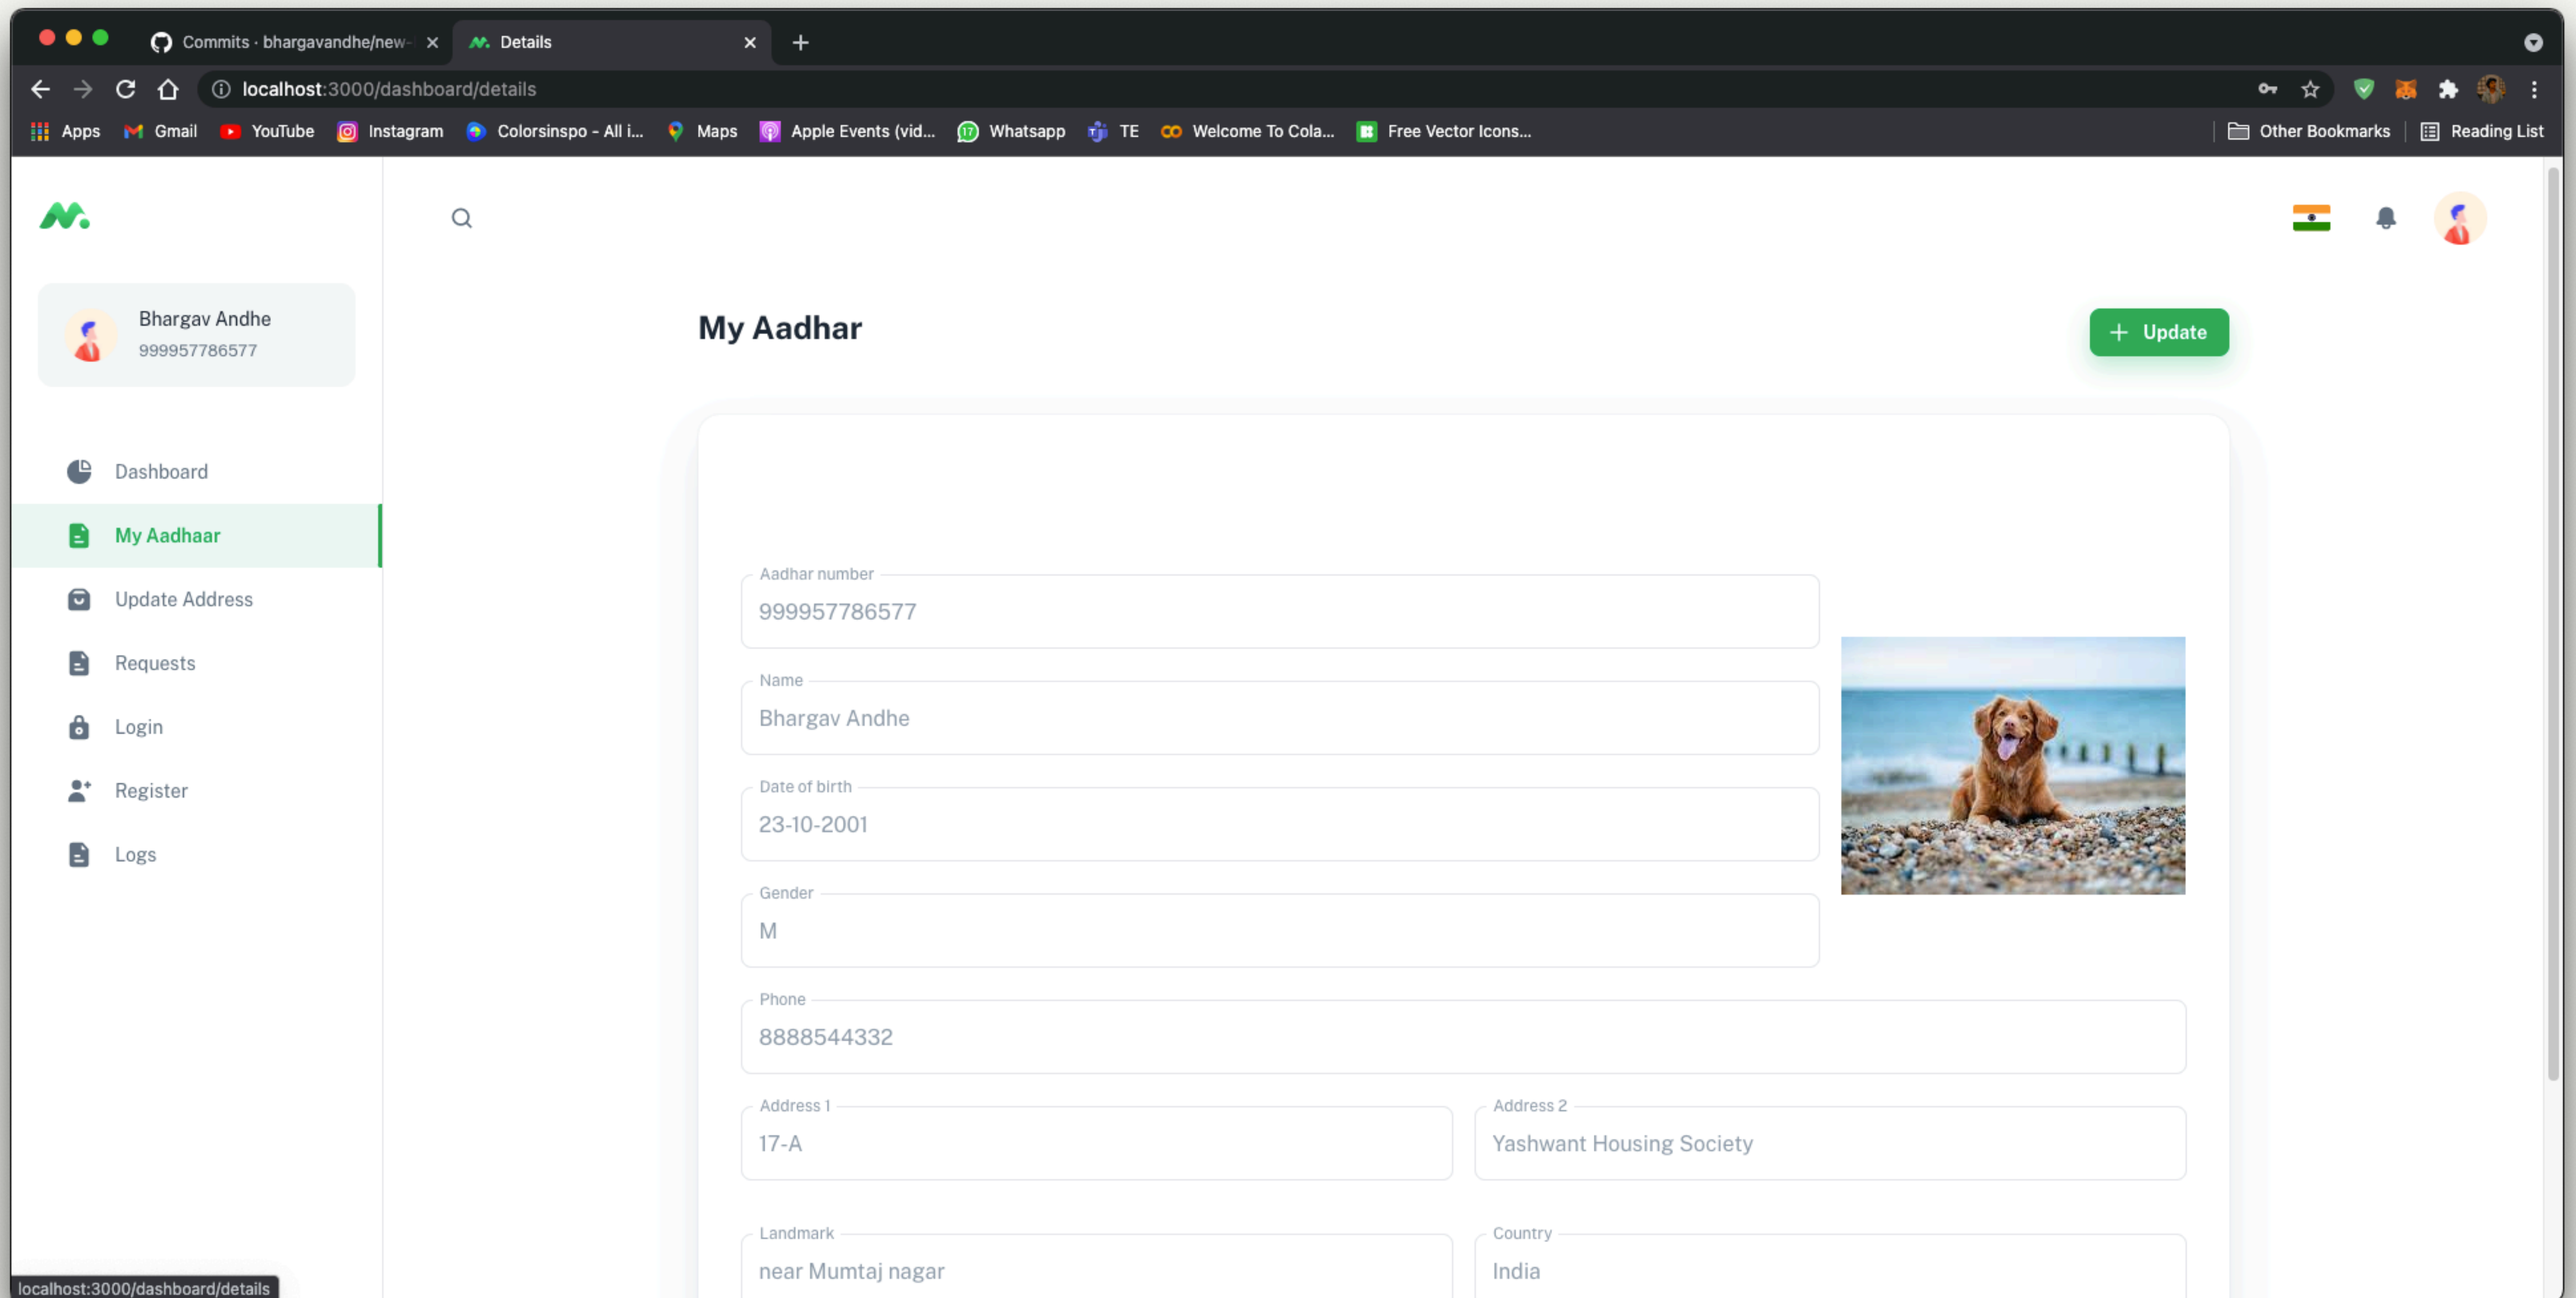 Commits · bhargavandhe/new-
Details
localhost:3000/dashboard/details
Apps
Gmail
YouTube
Instagram
Colorsinspo - All i...
Maps
Apple Events (vid...
17
Whatsapp
TE
Welcome To Cola...
Free Vector Icons...
Other Bookmarks
Reading List
Bhargav Andhe
999957786577
Dashboard
My Aadhaar
Update Address
Requests
Login
Register
Logs
My Aadhar
+ Update
Aadhar number
999957786577
Name
Bhargav Andhe
Date of birth
23-10-2001
Gender
M
Phone
8888544332
Address 1
17-A
Address 2
Yashwant Housing Society
Landmark
near Mumtaj nagar
Country
India
localhost:3000/dashboard/details